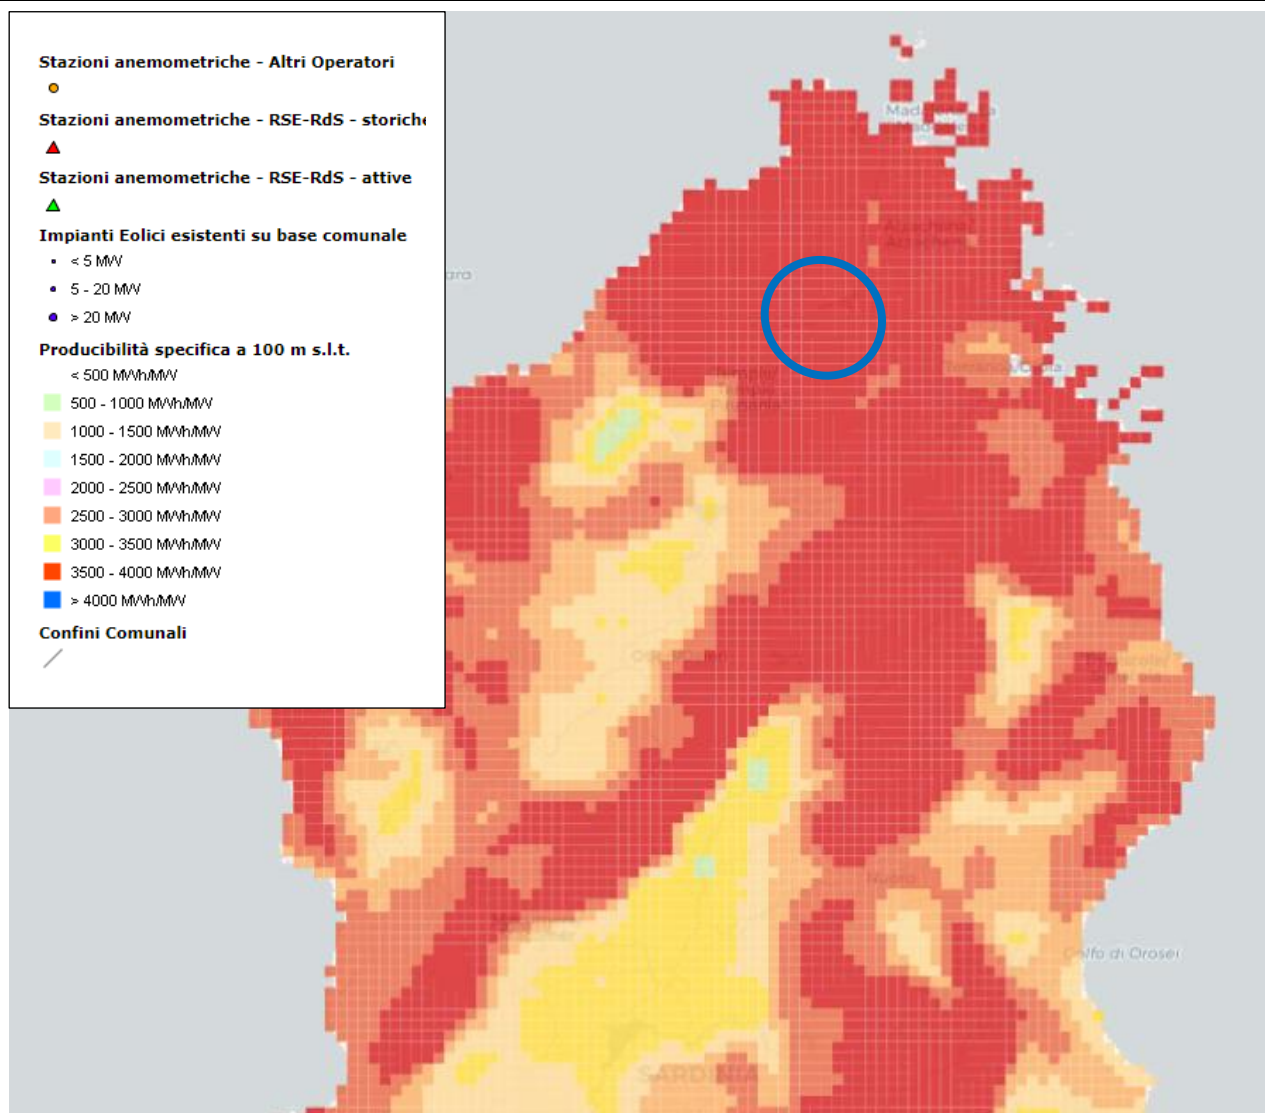 Stazioni anemometriche - Altri Operatori
Stazioni anemometriche - RSE-RdS - storiche
Stazioni anemometriche - RSE-RdS - attive
Impianti Eolici esistenti su base comunale
< 5 MW
5 - 20 MW
> 20 MW
Producibilità specifica a 100 m s.l.t.
< 500 MWh/MW
500 - 1000 MWh/MW
1000 - 1500 MWh/MW
1500 - 2000 MWh/MW
2000 - 2500 MWh/MW
2500 - 3000 MWh/MW
3000 - 3500 MWh/MW
3500 - 4000 MWh/MW
> 4000 MWh/MW
Confini Comunali
ara
Nuoro
Golfo di Orosei
SARDINIA